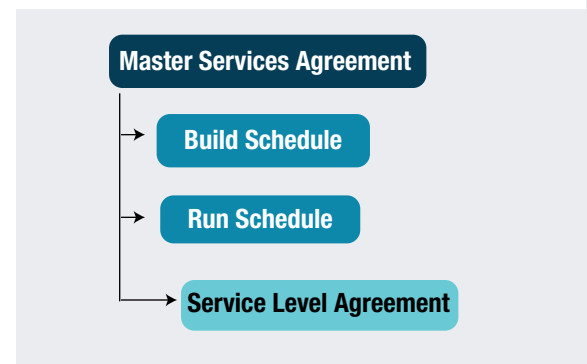 Master Services Agreement
Build Schedule
Run Schedule
Service Level Agreement